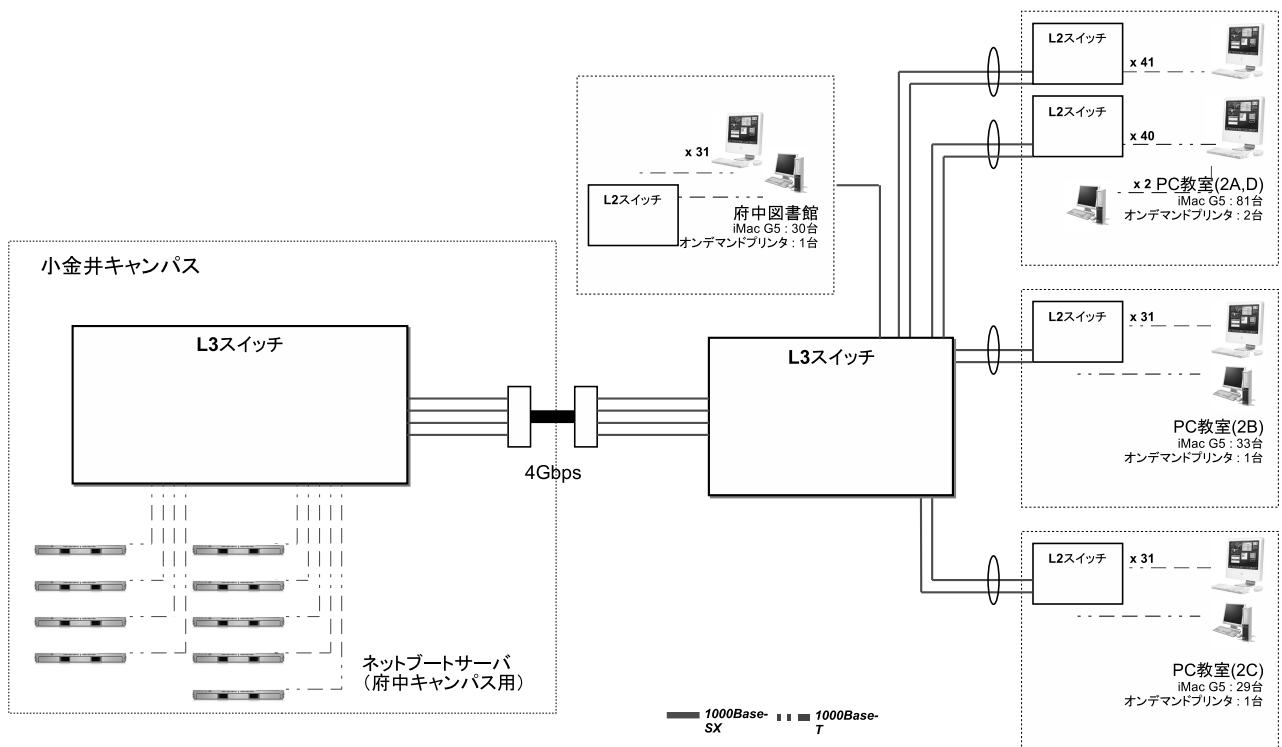 小金井キャンパス
L3スイッチ
4Gbps
ネットブートサーバ
（府中キャンパス用）
x 31
L2スイッチ
府中図書館
iMac G5 : 30台
オンデマンドプリンタ : 1台
L3スイッチ
L2スイッチ
x 41
L2スイッチ
x 40
x 2
PC教室(2A,D)
iMac G5 : 81台
オンデマンドプリンタ : 2台
L2スイッチ
x 31
PC教室(2B)
iMac G5 : 33台
オンデマンドプリンタ : 1台
L2スイッチ
x 31
PC教室(2C)
iMac G5 : 29台
オンデマンドプリンタ : 1台
1000Base-
SX
1000Base-
T